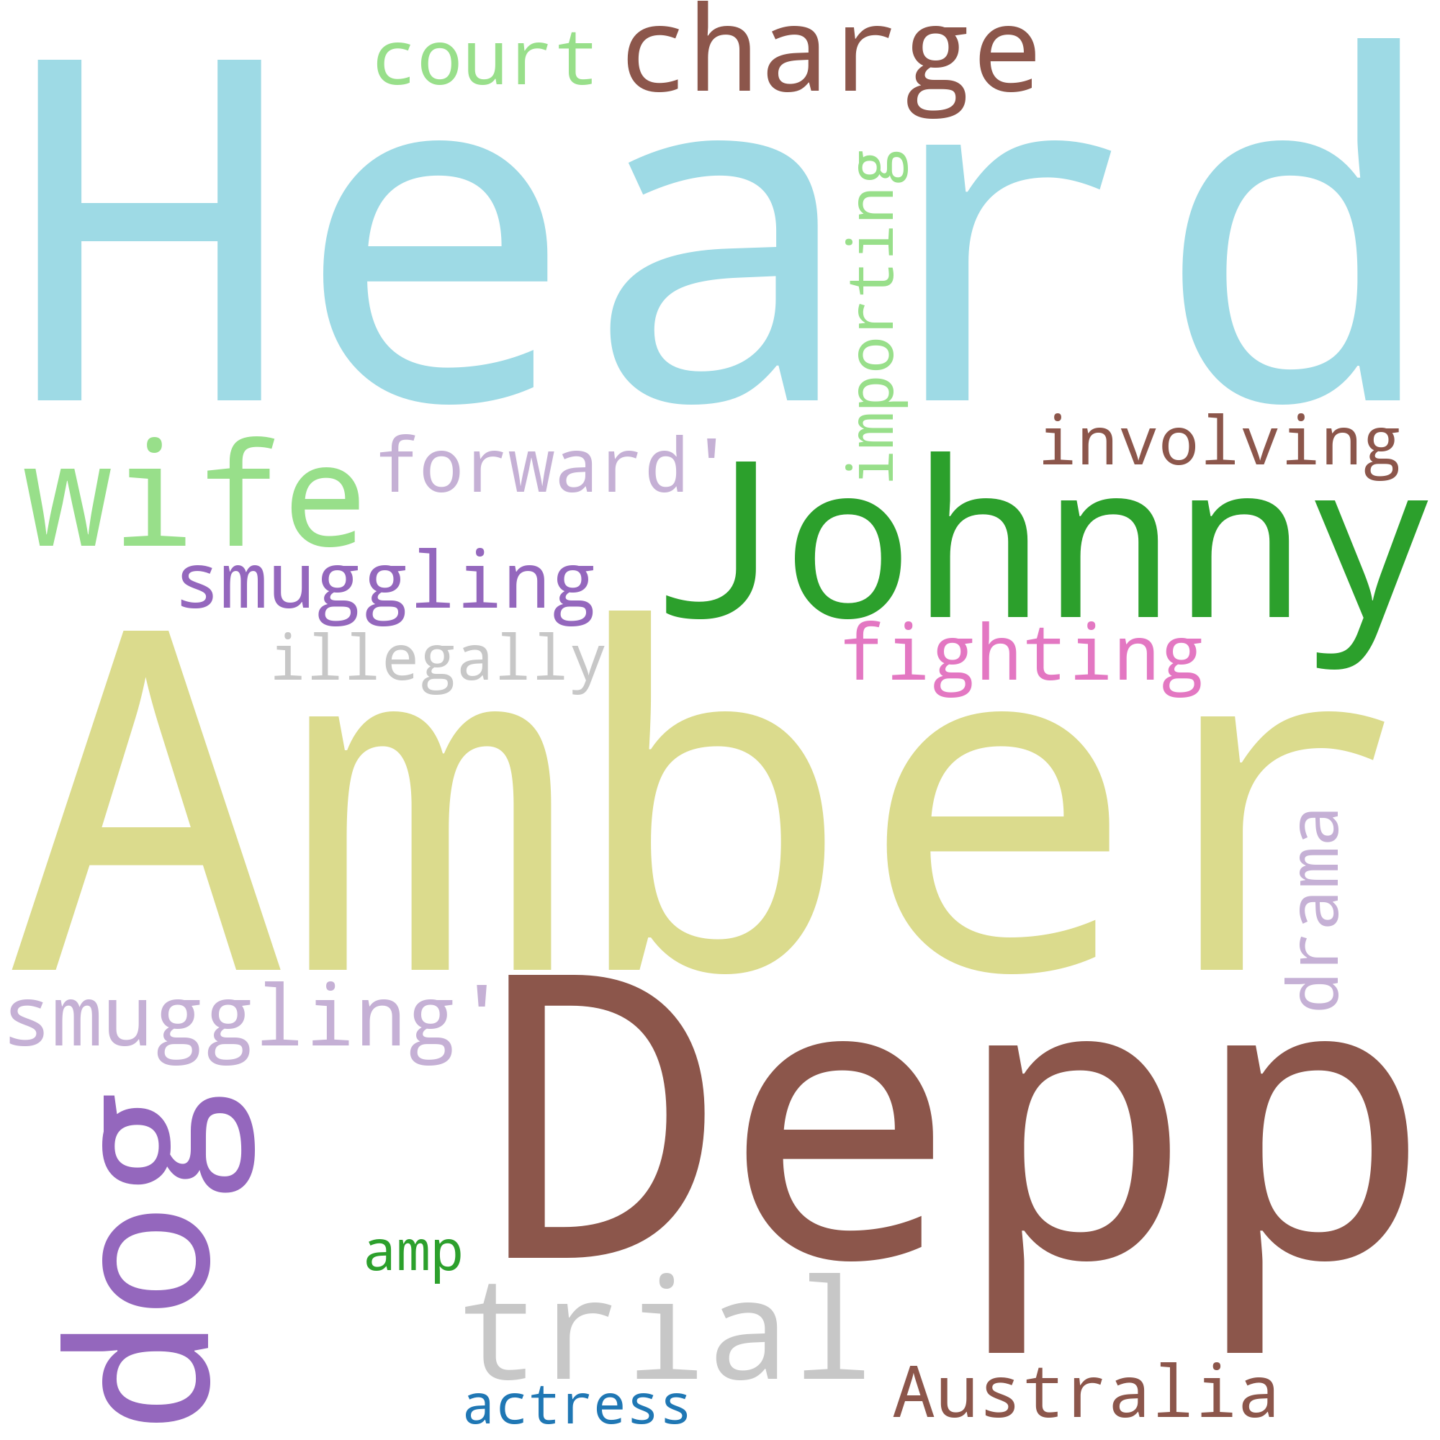 court
charge
Heard
importing
wife
forward'
involving
Johnny
smuggling
illegally
fighting
Amber
drama
smuggling'
Depp
dog
amp
trial
actress
Australia